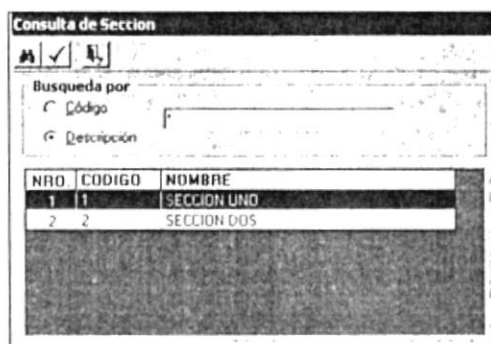 Consulta de Seccion
Busqueda por
Código
Descripción
NRO. CODIGO NOMBRE
1 1 SECCION UNO
2 2 SECCION DOS